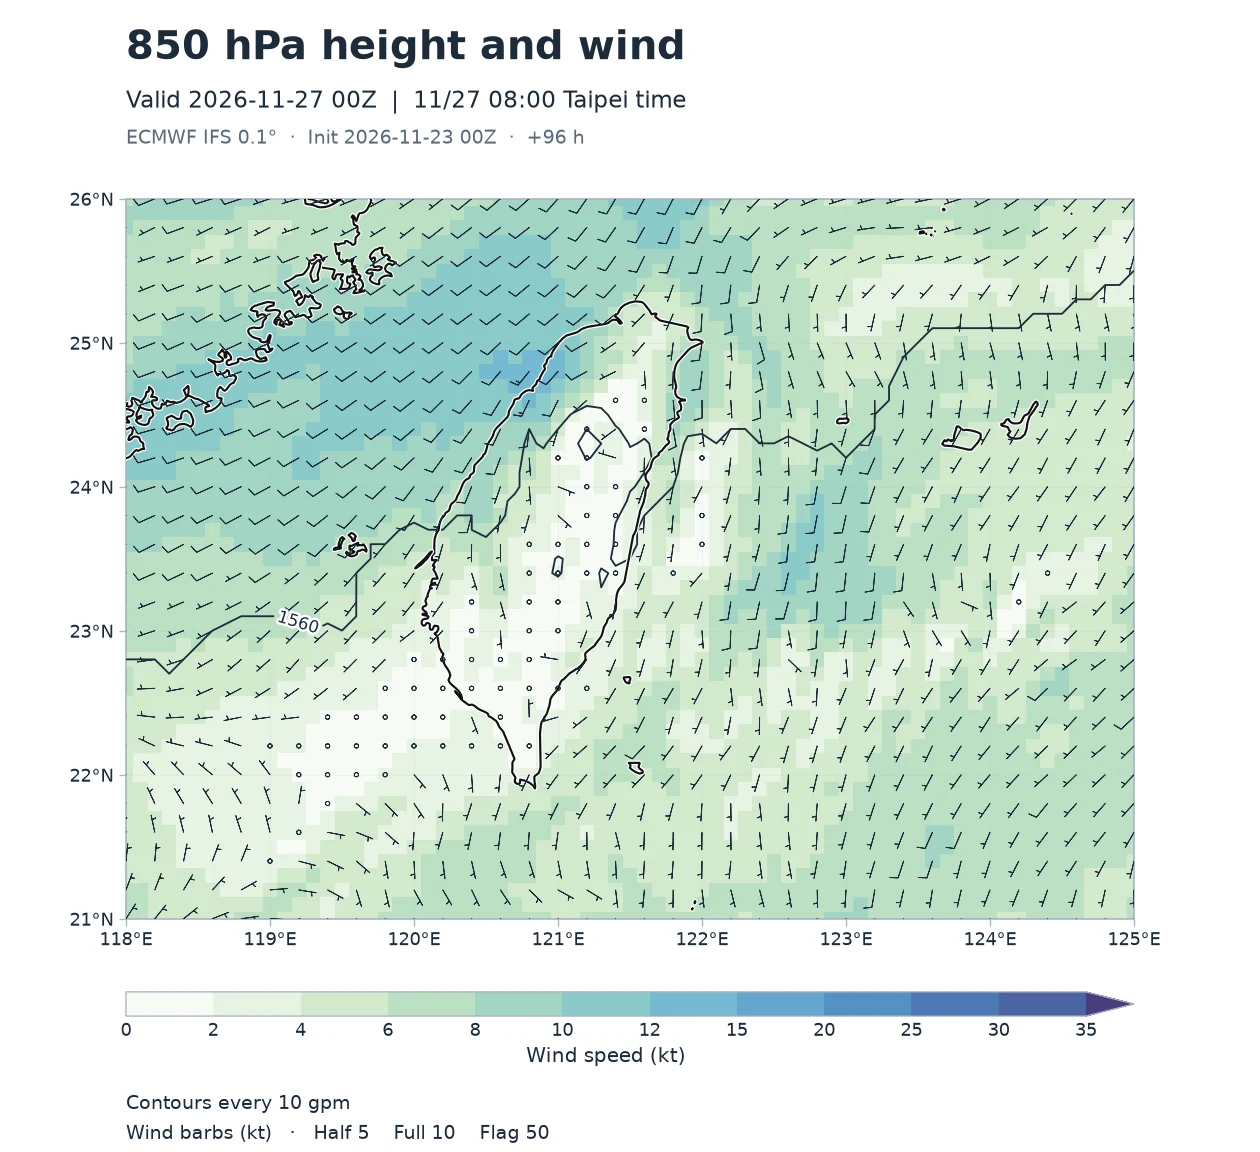 850 hPa height and wind
Valid 2026-11-27 00Z | 11/27 08:00 Taipei time
ECMWF IFS 0.1° · Init 2026-11-23 00Z · +96 h
26°N
25°N
24°N
23°N
22°N
21°N
1560
118°E 119°E 120°E 121°E 122°E 123°E 124°E 125°E
0 2 4 6 8 10 12 15 20 25 30 35
Wind speed (kt)
Contours every 10 gpm
Wind barbs (kt) · Half 5 Full 10 Flag 50